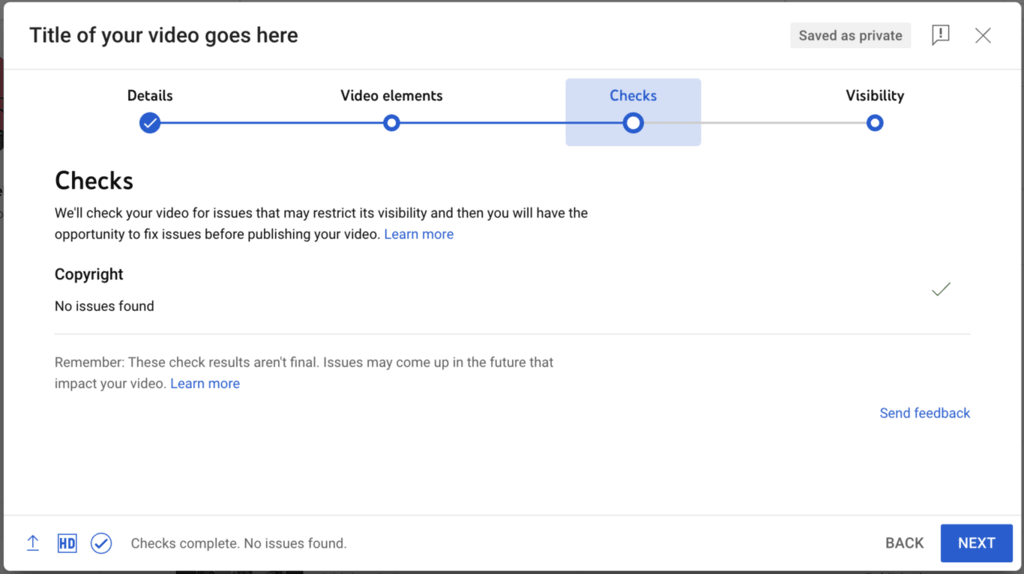 Title of your video goes here
Saved as private
Details
Video elements
Checks
Visibility
Checks
We'll check your video for issues that may restrict its visibility and then you will have the
opportunity to fix issues before publishing your video. Learn more
Copyright
No issues found
Remember: These check results aren't final. Issues may come up in the future that
impact your video. Learn more
Send feedback
HD
Checks complete. No issues found.
BACK
NEXT